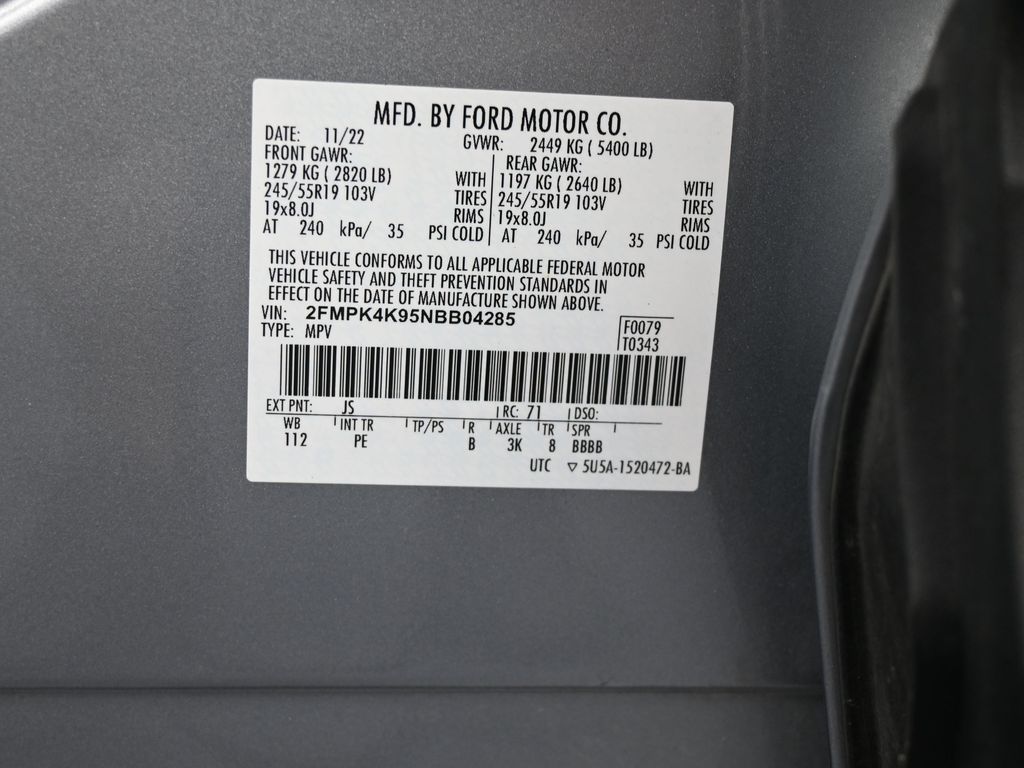 MFD. BY FORD MOTOR CO.
DATE: 11/22 GVWR: 2449 KG ( 5400 LB)
FRONT GAWR: REAR GAWR:
1279 KG ( 2820 LB) WITH 1197 KG ( 2640 LB) WITH
245/55R19 103V TIRES 245/55R19 103V TIRES
19x8.0J RIMS 19x8.0J RIMS
AT 240 kPa/ 35 PSI COLD AT 240 kPa/ 35 PSI COLD
THIS VEHICLE CONFORMS TO ALL APPLICABLE FEDERAL MOTOR
VEHICLE SAFETY AND THEFT PREVENTION STANDARDS IN
EFFECT ON THE DATE OF MANUFACTURE SHOWN ABOVE.
VIN: 2FMPK4K95NBB04285 F0079
TYPE: MPV T0343
EXT PNT: JS RC: 71 DSO:
WB INT TR TP/PS R AXLE TR SPR
112 PE B 3K 8 BBBB
UTC ▽ 5U5A-1520472-BA